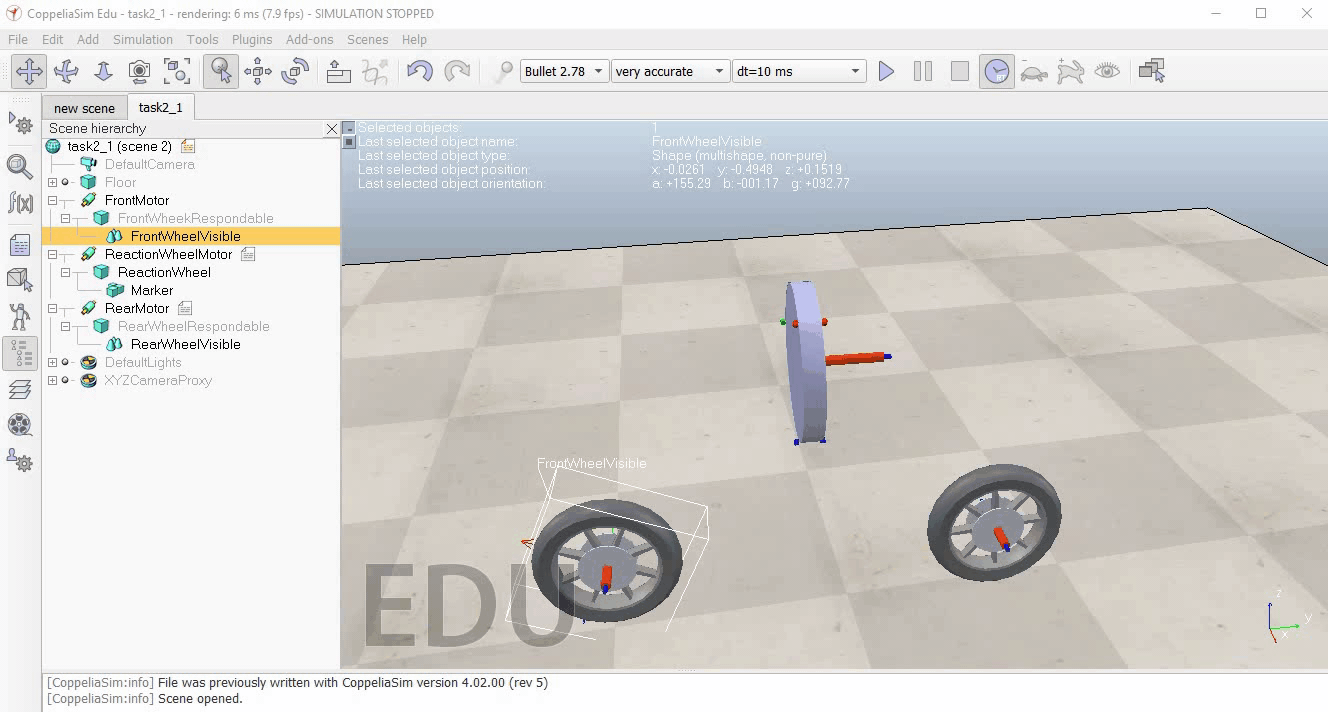 CoppeliaSim Edu - task2_1 - rendering: 6 ms (7.9 fps) - SIMULATION STOPPED
File Edit Add Simulation Tools Plugins Add-ons Scenes Help
Bullet 2.78 very accurate dt=10 ms RT
new scene task2_1
Scene hierarchy
task2_1 (scene 2)
DefaultCamera
Floor
FrontMotor
FrontWheekRespondable
FrontWheelVisible
ReactionWheelMotor
ReactionWheel
Marker
RearMotor
RearWheelRespondable
RearWheelVisible
DefaultLights
XYZCameraProxy
f(x)
Selected objects: 1
Last selected object name: FrontWheelVisible
Last selected object type: Shape (multishape, non-pure)
Last selected object position: x: -0.0261 y: -0.4948 z: +0.1519
Last selected object orientation: a: +155.29 b: -001.17 g: +092.77
FrontWheelVisible
EDU
z
y
x
[CoppeliaSim:info] File was previously written with CoppeliaSim version 4.02.00 (rev 5)
[CoppeliaSim:info] Scene opened.